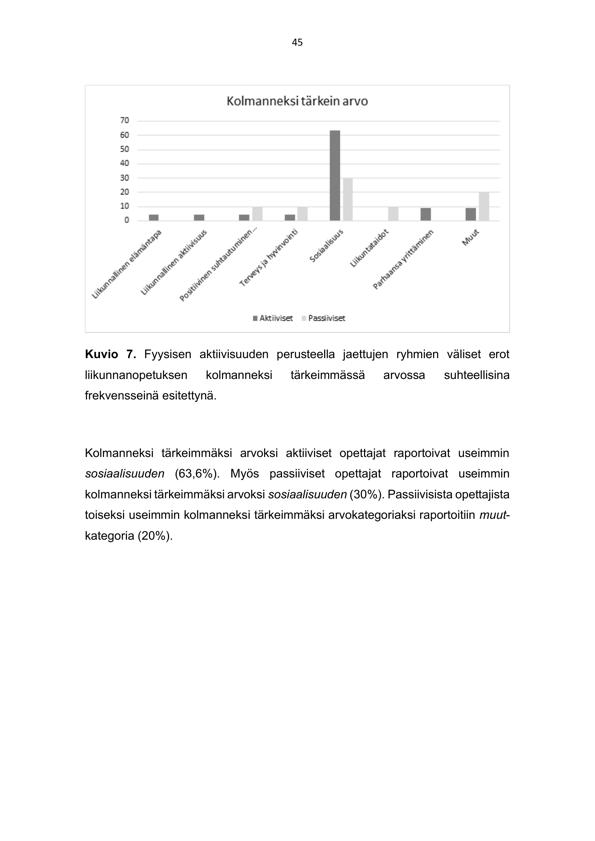 45
Kolmanneksi tärkein arvo
70
60
50
40
30
20
10
0
Liikunnallinen elämäntapa
Liikunnallinen aktiivisuus
Positiivinen suhtautuminen...
Terveys ja hyvinvointi
Sosiaalisuus
Liikuntataidot
Parhaansa yrittäminen
Muut
Aktiiviset Passiiviset
Kuvio 7. Fyysisen aktiivisuuden perusteella jaettujen ryhmien väliset erot
liikunnanopetuksen kolmanneksi tärkeimmässä arvossa suhteellisina
frekvensseinä esitettynä.
Kolmanneksi tärkeimmäksi arvoksi aktiiviset opettajat raportoivat useimmin
sosiaalisuuden (63,6%). Myös passiiviset opettajat raportoivat useimmin
kolmanneksi tärkeimmäksi arvoksi sosiaalisuuden (30%). Passiivisista opettajista
toiseksi useimmin kolmanneksi tärkeimmäksi arvokategoriaksi raportoitiin muut-
kategoria (20%).